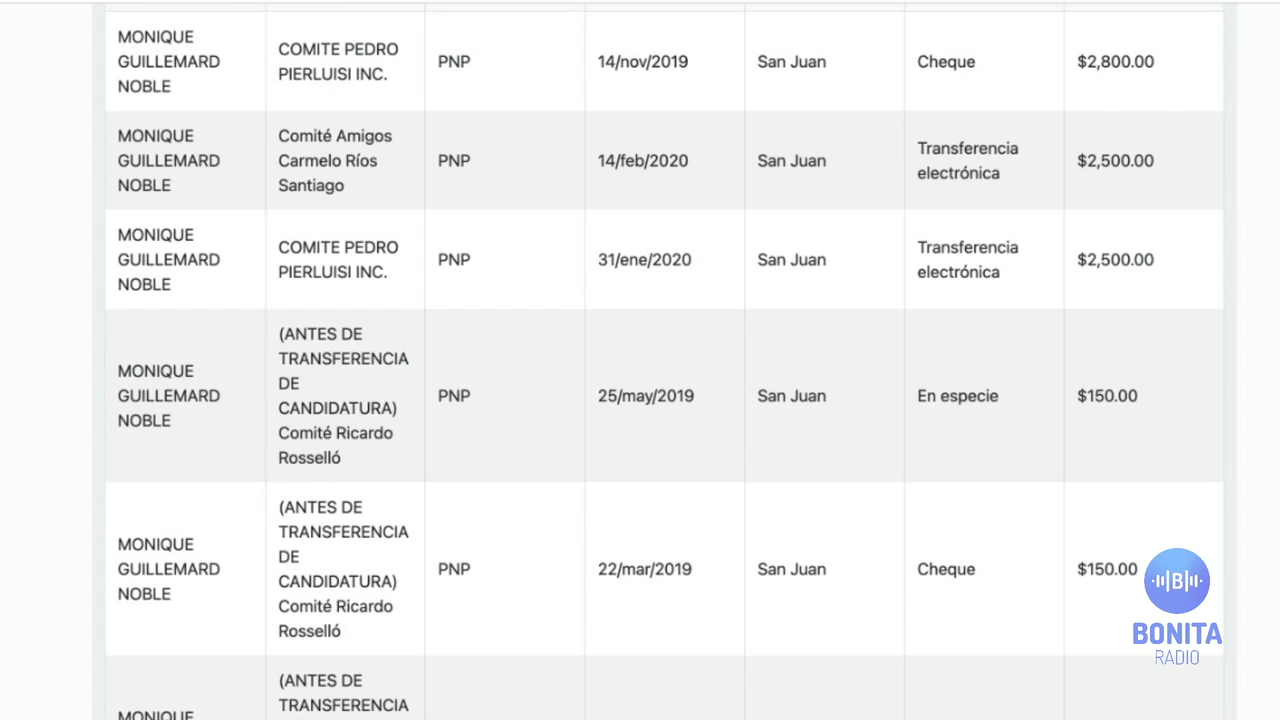 MONIQUE
GUILLEMARD
NOBLE
COMITE PEDRO
PIERLUISI INC.
PNP
14/nov/2019
San Juan
Cheque
$2,800.00
MONIQUE
GUILLEMARD
NOBLE
Comité Amigos
Carmelo Ríos
Santiago
PNP
14/feb/2020
San Juan
Transferencia
electrónica
$2,500.00
MONIQUE
GUILLEMARD
NOBLE
COMITE PEDRO
PIERLUISI INC.
PNP
31/ene/2020
San Juan
Transferencia
electrónica
$2,500.00
MONIQUE
GUILLEMARD
NOBLE
(ANTES DE
TRANSFERENCIA
DE
CANDIDATURA)
Comité Ricardo
Rosselló
PNP
25/may/2019
San Juan
En especie
$150.00
MONIQUE
GUILLEMARD
NOBLE
(ANTES DE
TRANSFERENCIA
DE
CANDIDATURA)
Comité Ricardo
Rosselló
PNP
22/mar/2019
San Juan
Cheque
$150.00
B
BONITA
RADIO
MONIQUE
(ANTES DE
TRANSFERENCIA